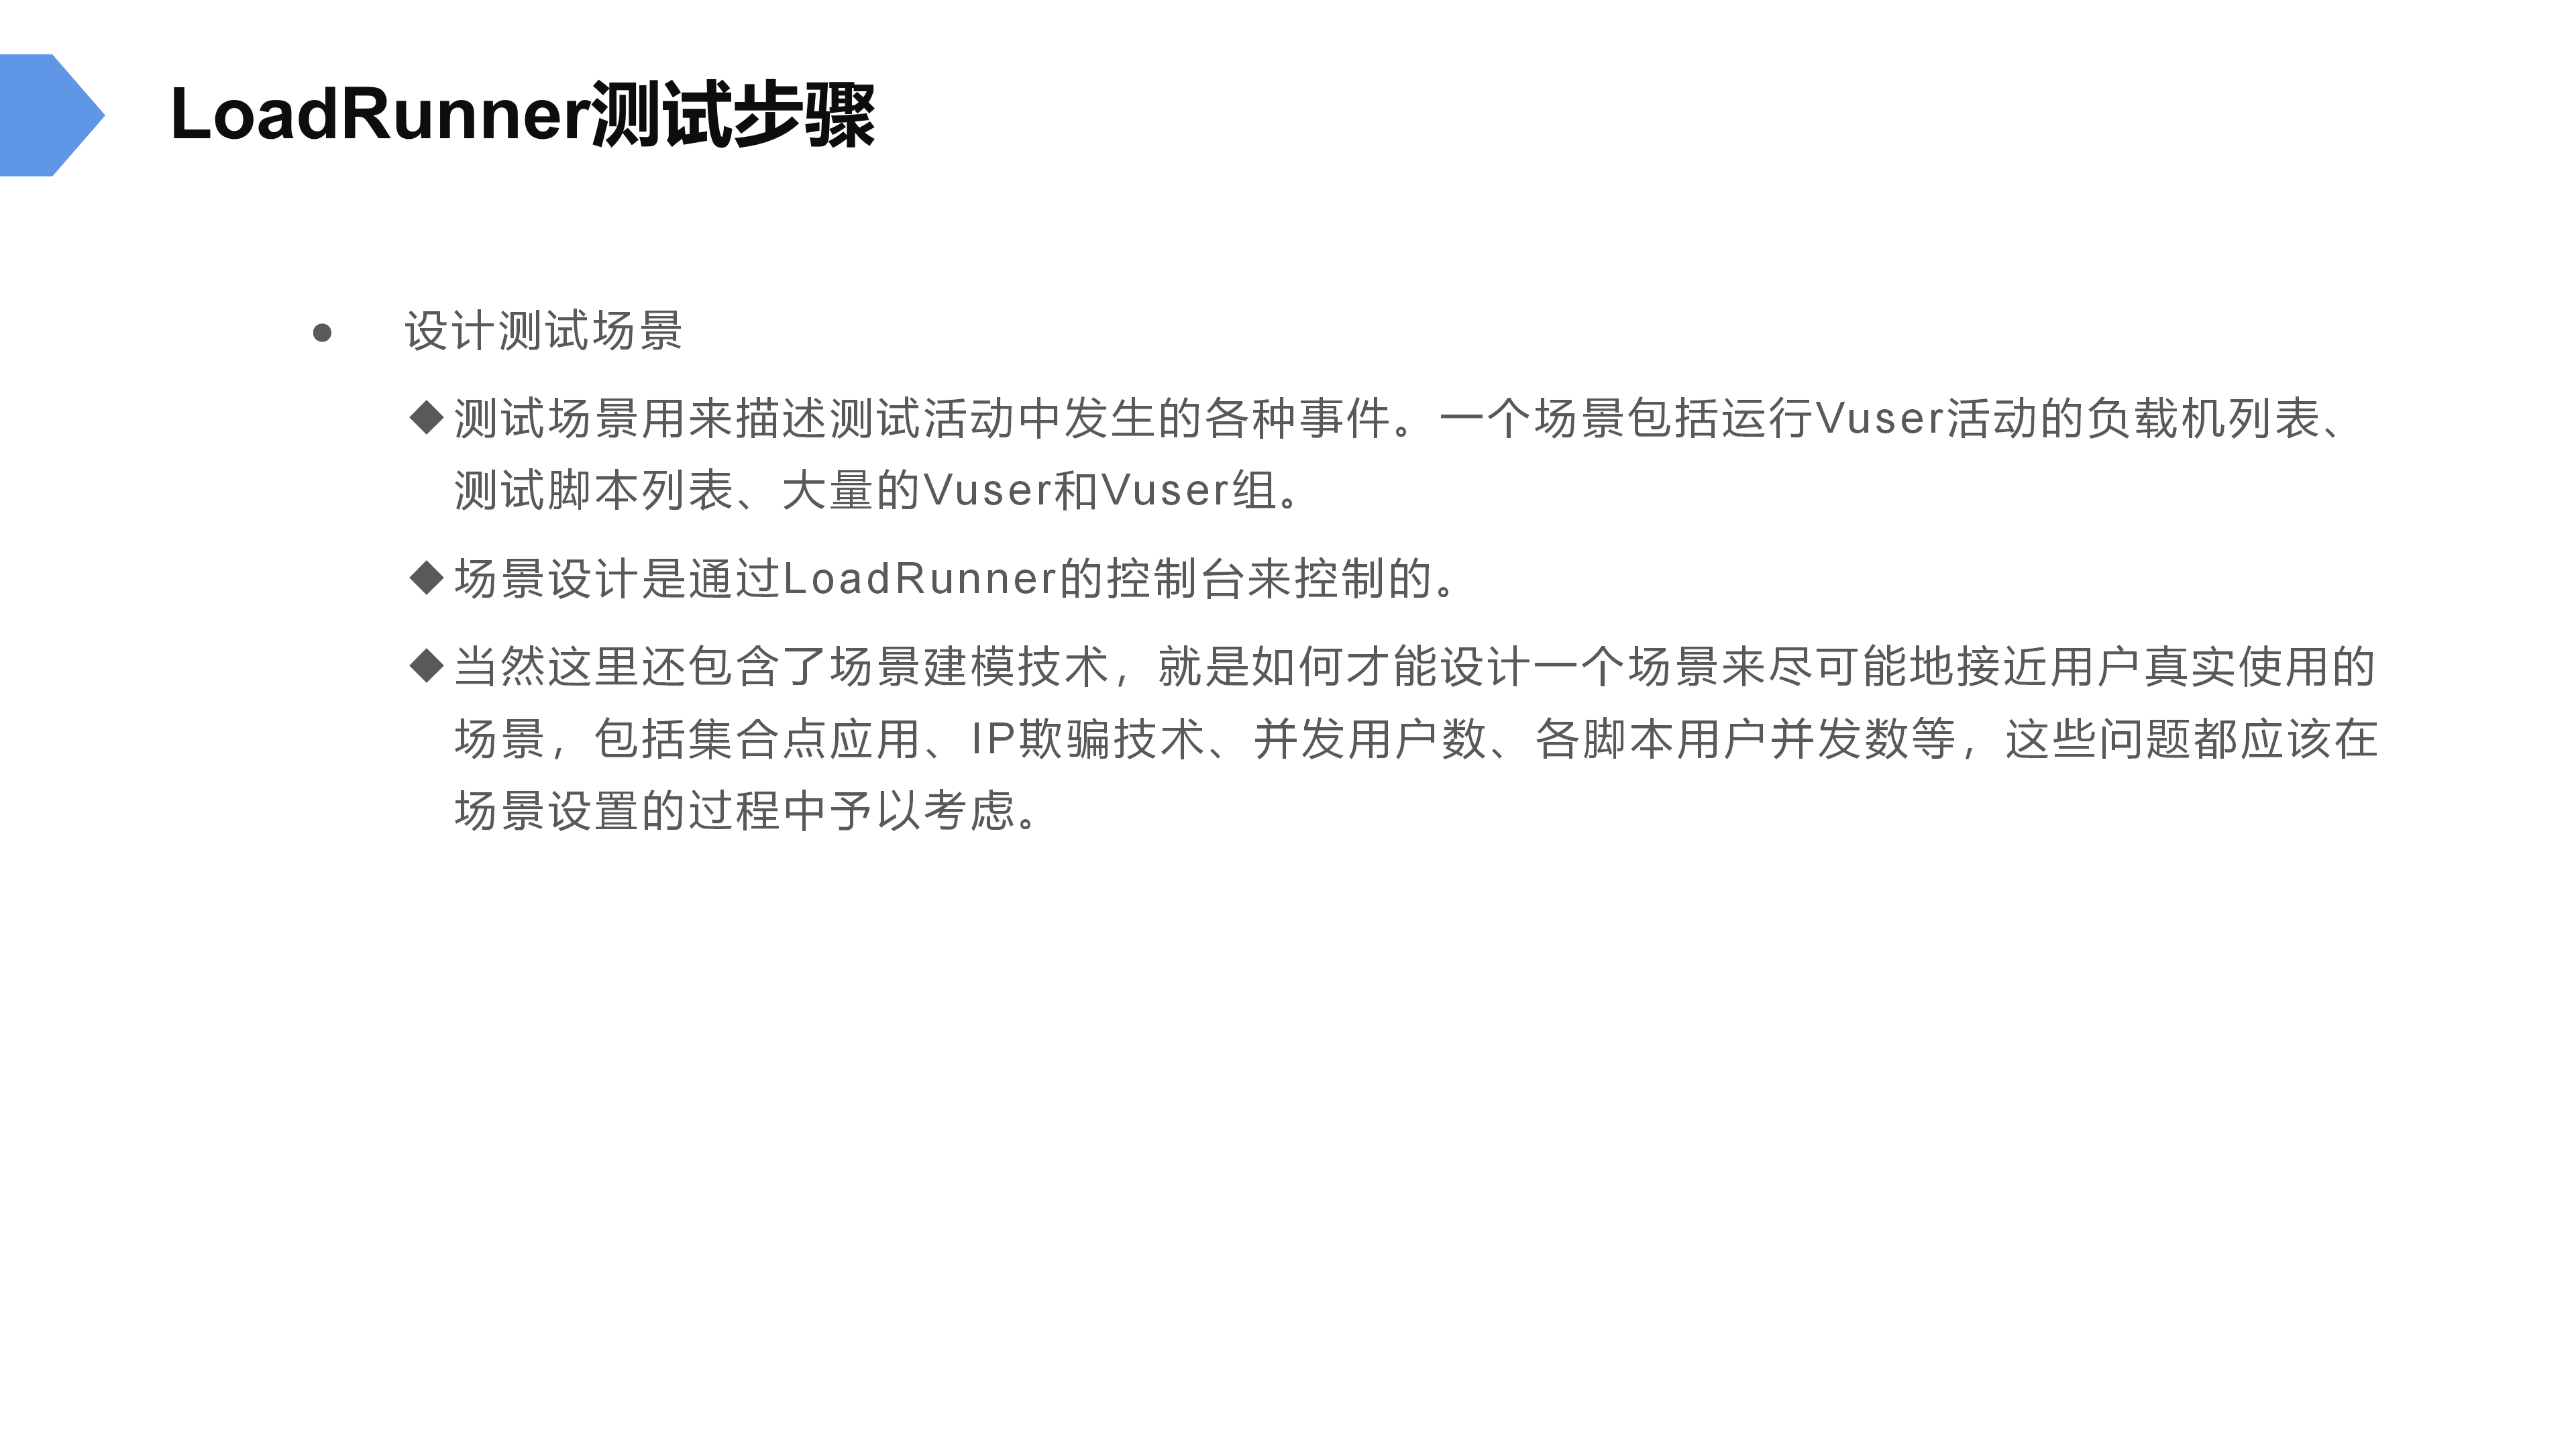 LoadRunner测试步骤
● 设计测试场景
◆测试场景用来描述测试活动中发生的各种事件。一个场景包括运行Vuser活动的负载机列表、
测试脚本列表、大量的Vuser和Vuser组。
◆场景设计是通过LoadRunner的控制台来控制的。
◆当然这里还包含了场景建模技术，就是如何才能设计一个场景来尽可能地接近用户真实使用的
场景，包括集合点应用、IP欺骗技术、并发用户数、各脚本用户并发数等，这些问题都应该在
场景设置的过程中予以考虑。